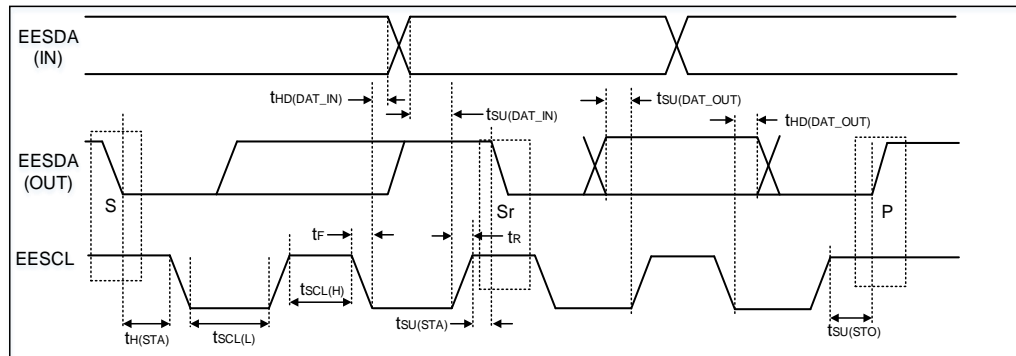 EESDA
(IN)
tHD(DAT_IN)
tSU(DAT_IN)
tSU(DAT_OUT)
tHD(DAT_OUT)
EESDA
(OUT)
S
Sr
P
tF
tR
EESCL
tSCL(H)
tH(STA)
tSCL(L)
tSU(STA)
tSU(STO)